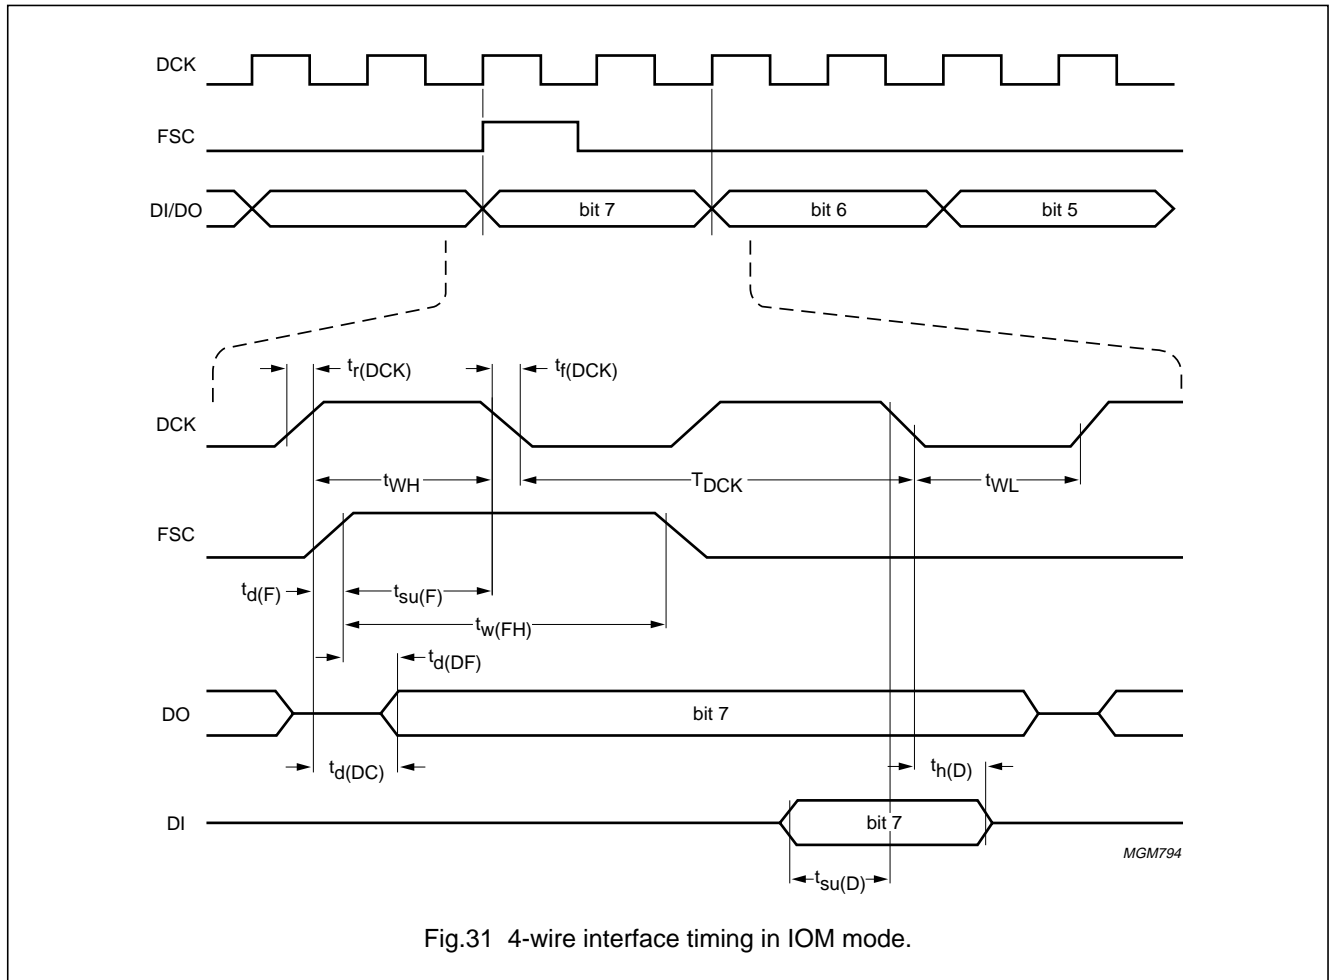 DCK
FSC
DI/DO bit 7 bit 6 bit 5
tr(DCK) tf(DCK)
DCK
tWH TDCK tWL
FSC
td(F) tsu(F)
tw(FH)
td(DF)
DO bit 7
td(DC) th(D)
DI bit 7
MGM794
tsu(D)
Fig.31 4-wire interface timing in IOM mode.